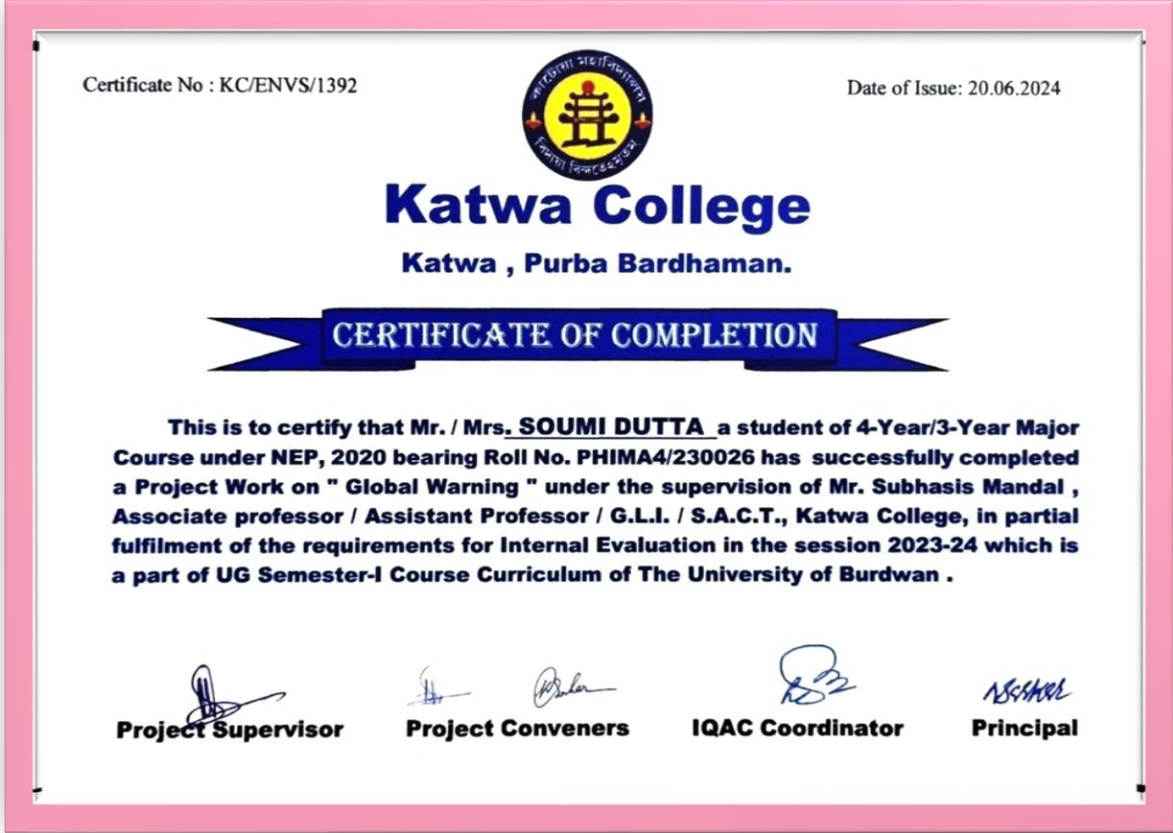 Certificate No : KC/ENVS/1392
Date of Issue: 20.06.2024
কাটোয়া মহাবিদ্যালয়
Katwa College
Katwa , Purba Bardhaman.
CERTIFICATE OF COMPLETION
This is to certify that Mr. / Mrs. SOUMI DUTTA a student of 4-Year/3-Year Major
Course under NEP, 2020 bearing Roll No. PHIMA4/230026 has successfully completed
a Project Work on " Global Warning " under the supervision of Mr. Subhasis Mandal ,
Associate professor / Assistant Professor / G.L.I. / S.A.C.T., Katwa College, in partial
fulfilment of the requirements for Internal Evaluation in the session 2023-24 which is
a part of UG Semester-I Course Curriculum of The University of Burdwan .
Project Supervisor
Project Conveners
IQAC Coordinator
Principal